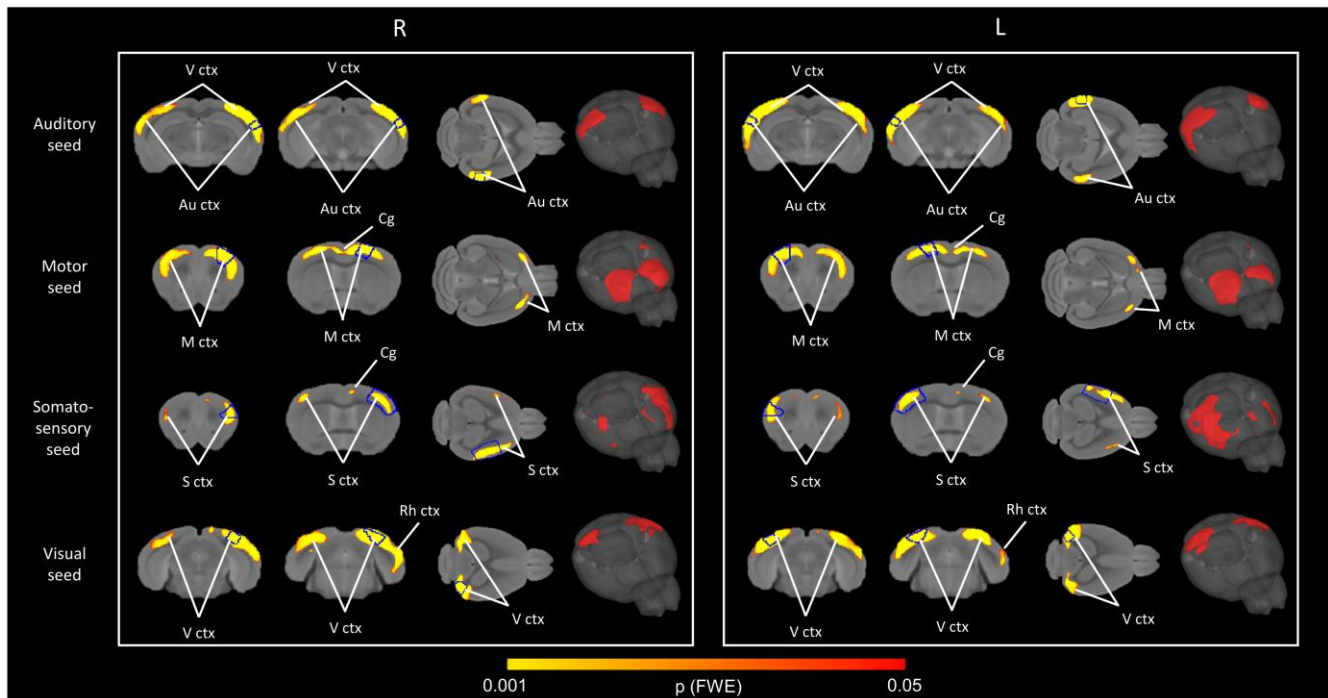 R
L
Auditory
seed
V ctx
V ctx
Au ctx
Au ctx
Au ctx
V ctx
V ctx
Au ctx
Au ctx
Au ctx
Motor
seed
Cg
M ctx
M ctx
M ctx
Cg
M ctx
M ctx
M ctx
Somato-
sensory
seed
Cg
S ctx
S ctx
S ctx
Cg
S ctx
S ctx
S ctx
Visual
seed
Rh ctx
V ctx
V ctx
V ctx
Rh ctx
V ctx
V ctx
V ctx
0.001
p (FWE)
0.05